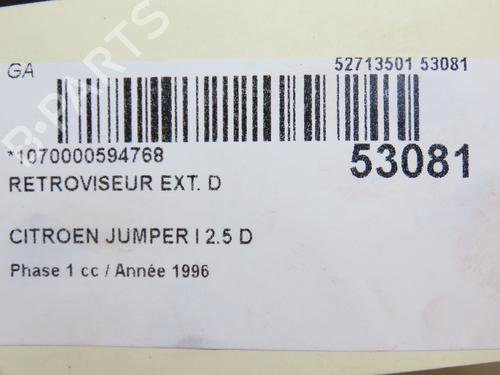 GA
52713501 53081
*1070000594768
53081
RETROVISEUR EXT. D
CITROEN JUMPER I 2.5 D
Phase 1 cc / Année 1996
B-PARTS